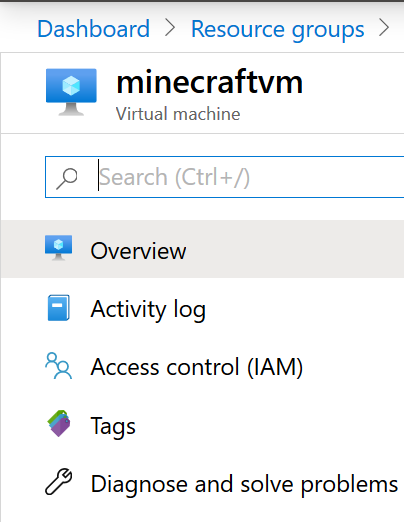 Dashboard > Resource groups >
minecraftvm
Virtual machine
Search (Ctrl+/)
Overview
Activity log
Access control (IAM)
Tags
Diagnose and solve problems